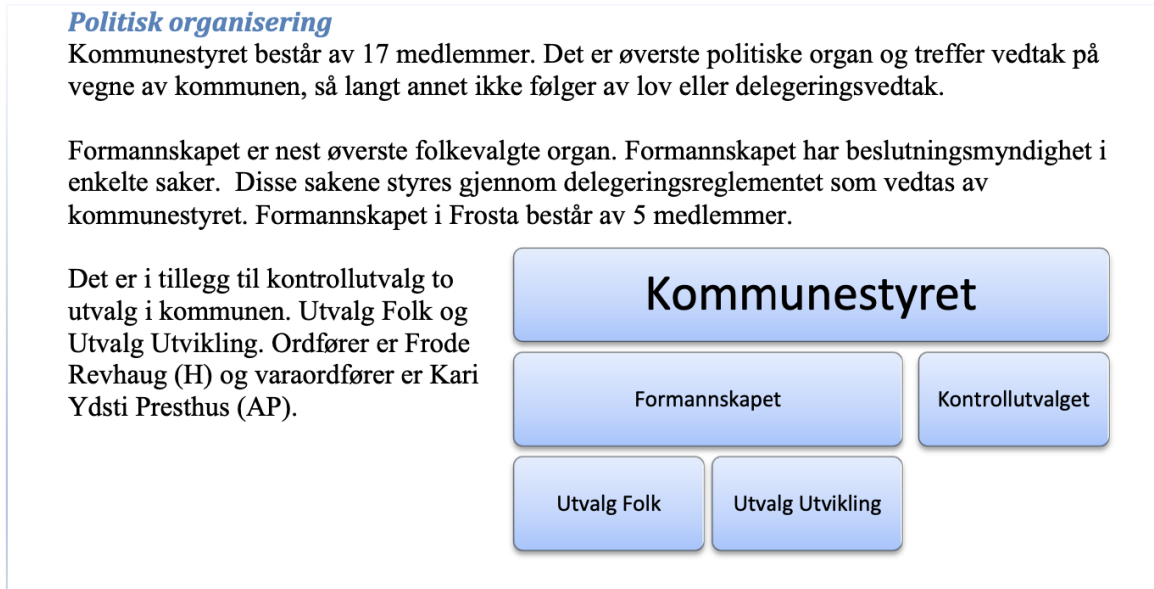 Politisk organisering
Kommunestyret består av 17 medlemmer. Det er øverste politiske organ og treffer vedtak på
vegne av kommunen, så langt annet ikke følger av lov eller delegeringsvedtak.
Formannskapet er nest øverste folkevalgte organ. Formannskapet har beslutningsmyndighet i
enkelte saker.  Disse sakene styres gjennom delegeringsreglementet som vedtas av
kommunestyret. Formannskapet i Frosta består av 5 medlemmer.
Det er i tillegg til kontrollutvalg to
utvalg i kommunen. Utvalg Folk og
Utvalg Utvikling. Ordfører er Frode
Revhaug (H) og varaordfører er Kari
Ydsti Presthus (AP).
Kommunestyret
Formannskapet
Kontrollutvalget
Utvalg Folk
Utvalg Utvikling